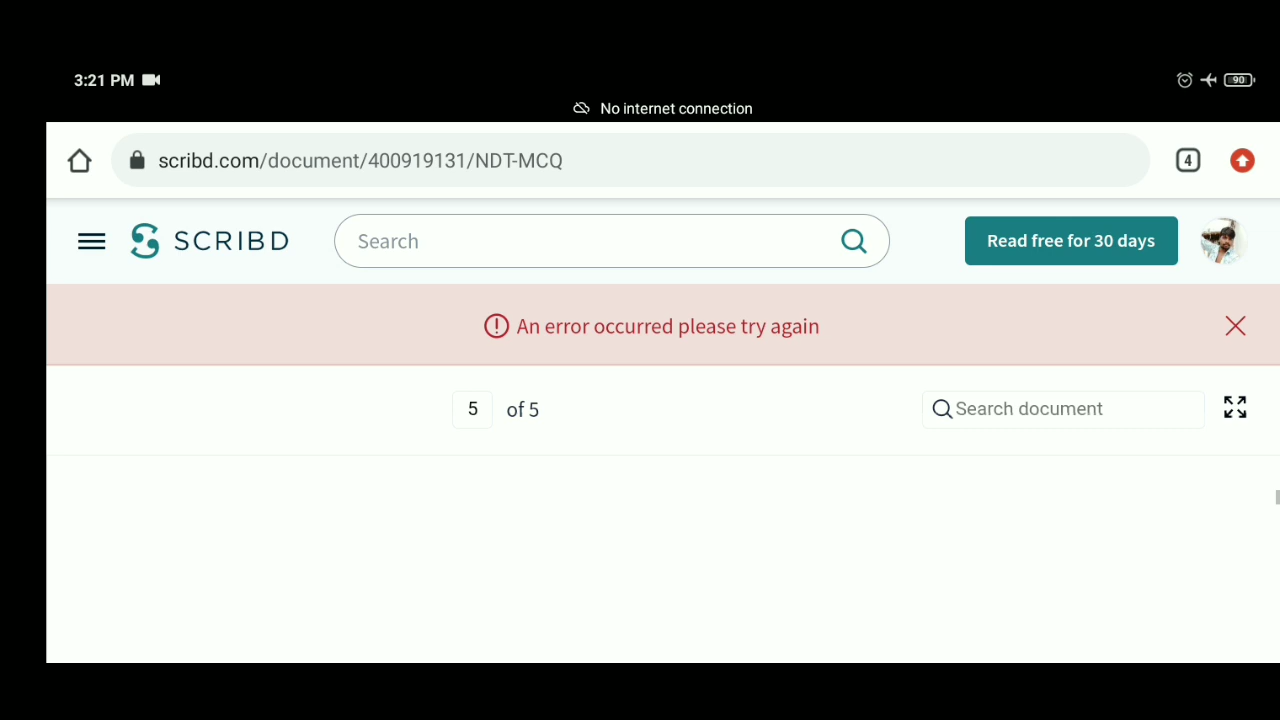 3:21 PM
90
No internet connection
scribd.com/document/400919131/NDT-MCQ
4
SCRIBD
Search
Read free for 30 days
An error occurred please try again
5 of 5
Search document